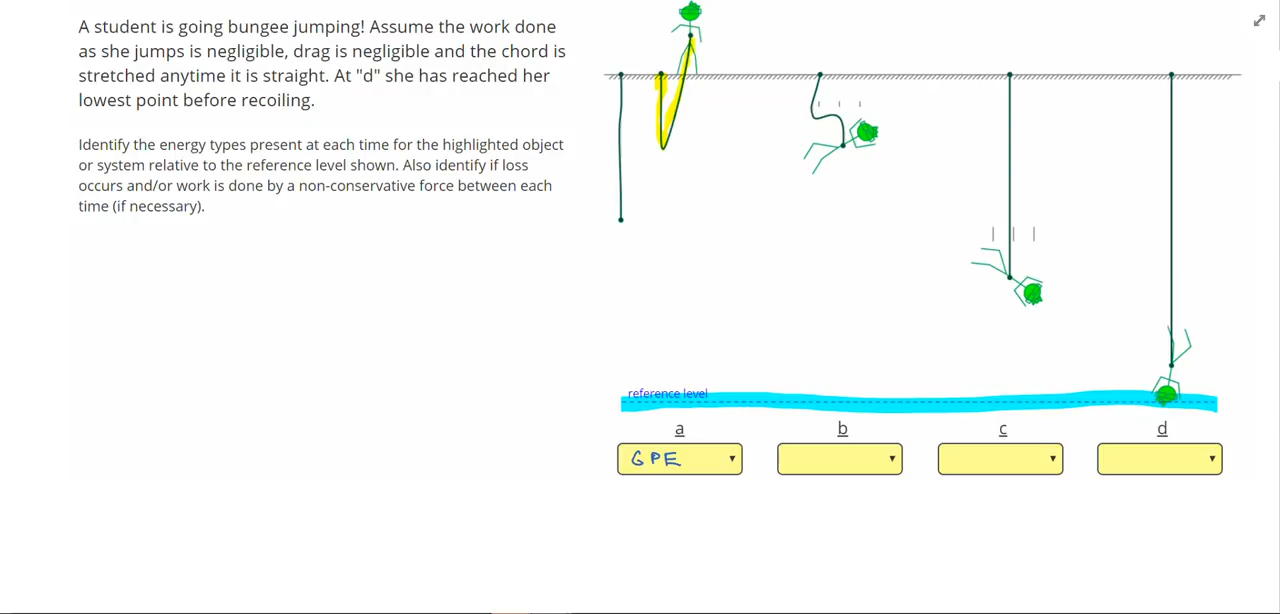 A student is going bungee jumping! Assume the work done
as she jumps is negligible, drag is negligible and the chord is
stretched anytime it is straight. At "d" she has reached her
lowest point before recoiling.
Identify the energy types present at each time for the highlighted object
or system relative to the reference level shown. Also identify if loss
occurs and/or work is done by a non-conservative force between each
time (if necessary).
reference level
a b c d
GPE